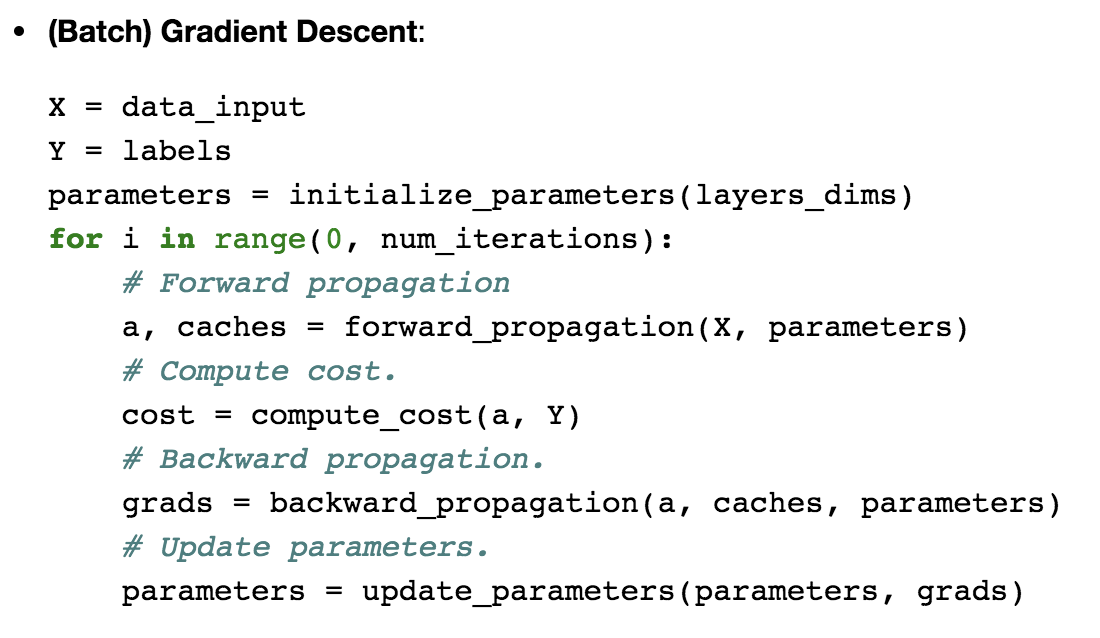 • (Batch) Gradient Descent:
X = data_input
Y = labels
parameters = initialize_parameters(layers_dims)
for i in range(0, num_iterations):
    # Forward propagation
    a, caches = forward_propagation(X, parameters)
    # Compute cost.
    cost = compute_cost(a, Y)
    # Backward propagation.
    grads = backward_propagation(a, caches, parameters)
    # Update parameters.
    parameters = update_parameters(parameters, grads)